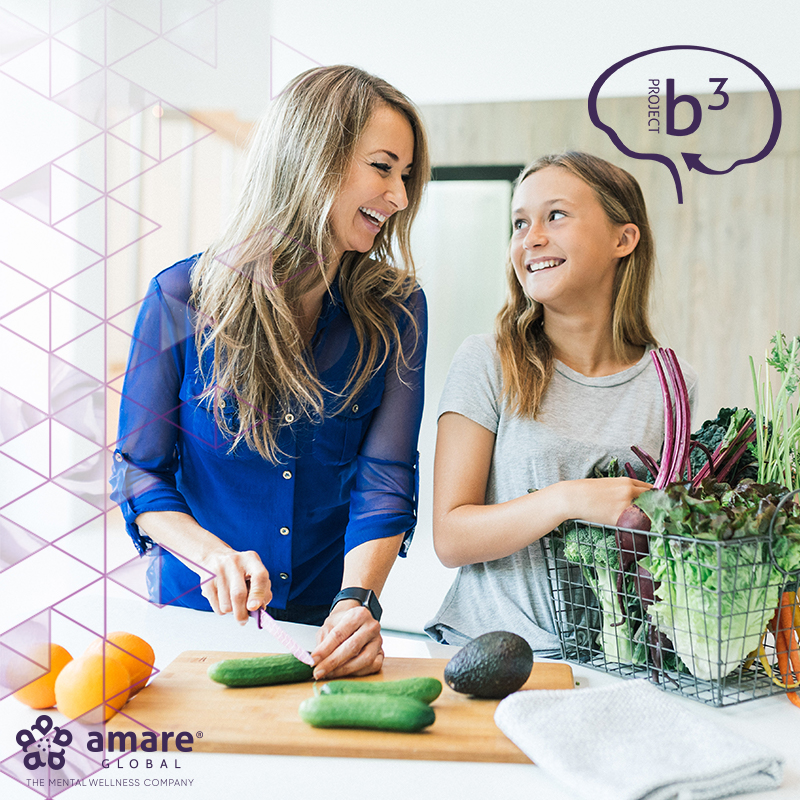 PROJECT
b³
amare®
GLOBAL
THE MENTAL WELLNESS COMPANY